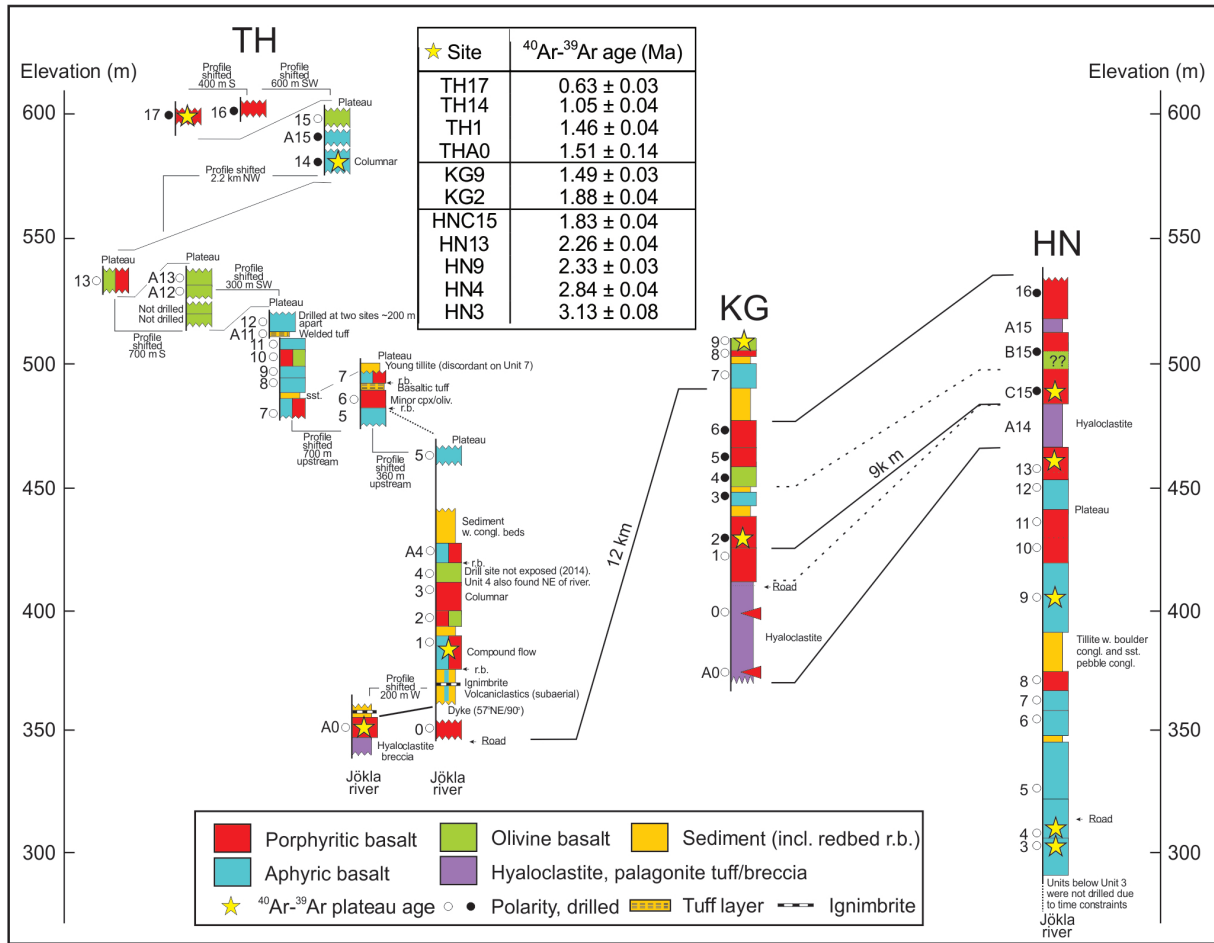 TH
Elevation (m)
Profile
shifted
400 m S
Profile
shifted
600 m SW
Plateau
600
17
16
15
A15
14
Columnar
Profile shifted
2.2 km NW
550
Plateau
13
Plateau
A13
A12
Profile
shifted
300 m SW
Not drilled
Not drilled
Profile
shifted
700 m S
Plateau
Drilled at two sites ~200 m
apart
12
A11
Welded tuff
11
10
9
8
7
sst.
500
Plateau
Young tillite (discordant on Unit 7)
7
r.b.
Basaltic tuff
6
Minor cpx/oliv.
r.b.
5
Profile
shifted
700 m
upstream
Profile
shifted
360 m
upstream
Plateau
5
450
Sediment
w. congl. beds
A4
r.b.
4
Drill site not exposed (2014).
Unit 4 also found NE of river.
3
Columnar
400
2
1
Compound flow
r.b.
Ignimbrite
Volcaniclastics (subaerial)
Profile
shifted
200 m W
Dyke (57°NE/90°)
350
A0
0
Road
Hyaloclastite
breccia
Jökla
river
Jökla
river
300
Site
⁴⁰Ar-³⁹Ar age (Ma)
TH17 0.63 ± 0.03
TH14 1.05 ± 0.04
TH1 1.46 ± 0.04
THA0 1.51 ± 0.14
KG9 1.49 ± 0.03
KG2 1.88 ± 0.04
HNC15 1.83 ± 0.04
HN13 2.26 ± 0.04
HN9 2.33 ± 0.03
HN4 2.84 ± 0.04
HN3 3.13 ± 0.08
12 km
KG
9
8
7
6
5
4
3
2
1
Road
0
Hyaloclastite
A0
9k m
HN
Elevation (m)
600
550
500
450
400
350
300
16
A15
B15
??
C15
A14
Hyaloclastite
13
12
Plateau
11
10
9
Tillite w. boulder
congl. and sst.
pebble congl.
8
7
6
5
Road
4
3
Units below Unit 3
were not drilled due
to time constraints
Jökla
river
Porphyritic basalt
Olivine basalt
Sediment (incl. redbed r.b.)
Aphyric basalt
Hyaloclastite, palagonite tuff/breccia
⁴⁰Ar-³⁹Ar plateau age
Polarity, drilled
Tuff layer
Ignimbrite